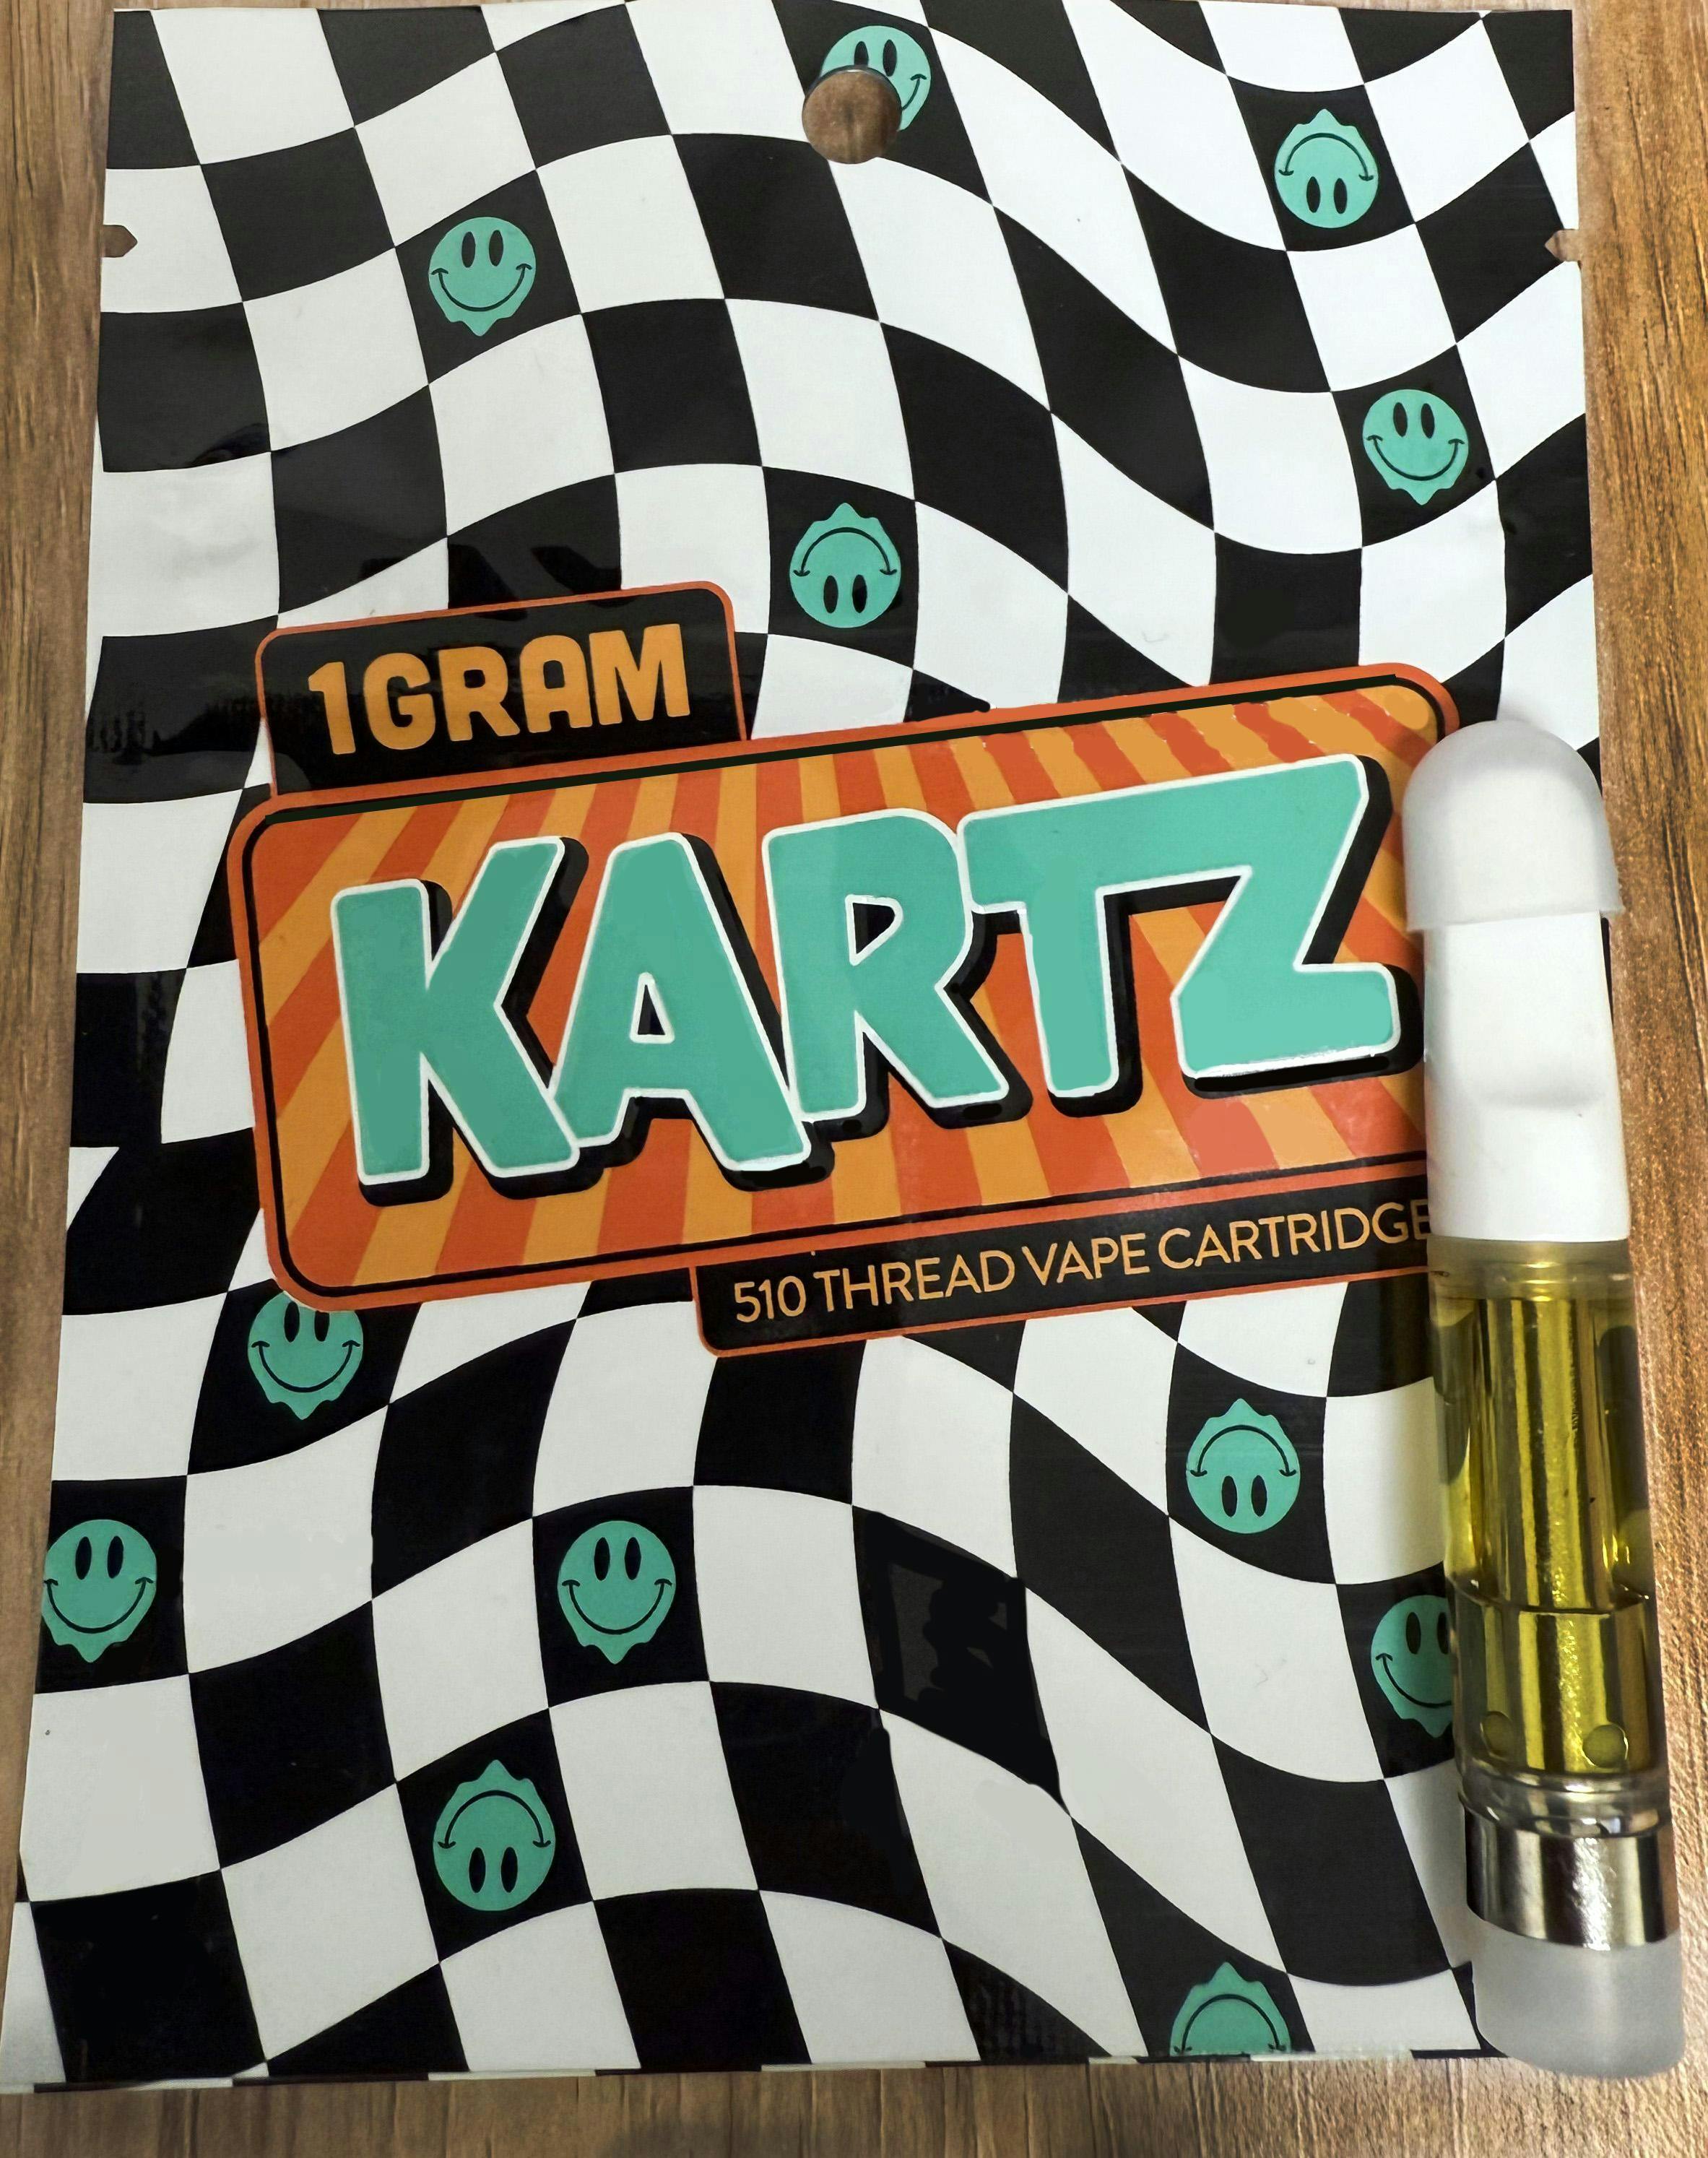 1GRAM
KARTZ
510 THREAD VAPE CARTRIDGE